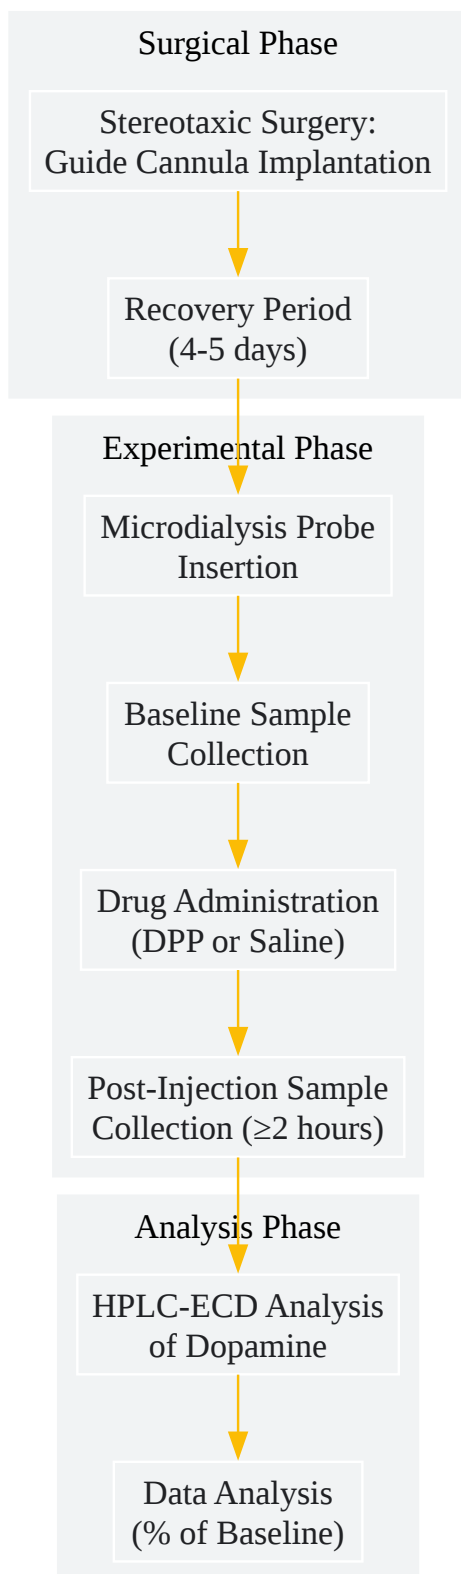 Surgical Phase
Stereotaxic Surgery:
Guide Cannula Implantation
Recovery Period
(4-5 days)
Experimental Phase
Microdialysis Probe
Insertion
Baseline Sample
Collection
Drug Administration
(DPP or Saline)
Post-Injection Sample
Collection (≥2 hours)
Analysis Phase
HPLC-ECD Analysis
of Dopamine
Data Analysis
(% of Baseline)